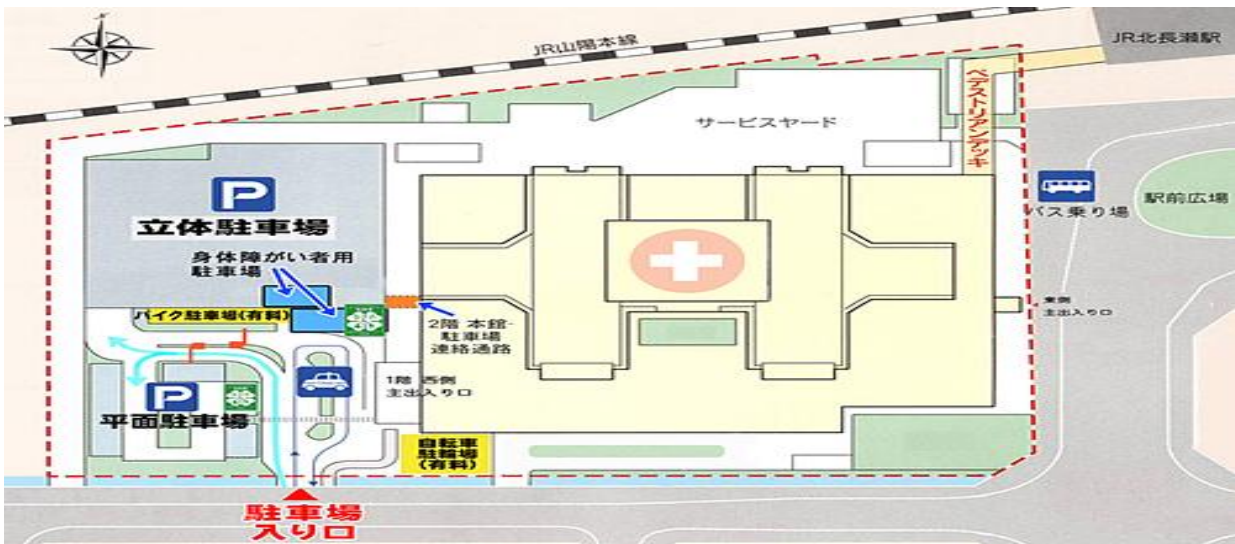 N
JR山陽本線
JR北長瀬駅
ペデストリアンデッキ
サービスヤード
P
立体駐車場
身体障がい者用
駐車場
バス乗り場
駅前広場
東側
主出入り口
バイク駐車場(有料)
2階 本館-
駐車場
連絡通路
1階 西側
主出入り口
P
平面駐車場
自転車
駐輪場
(有料)
駐車場
入り口